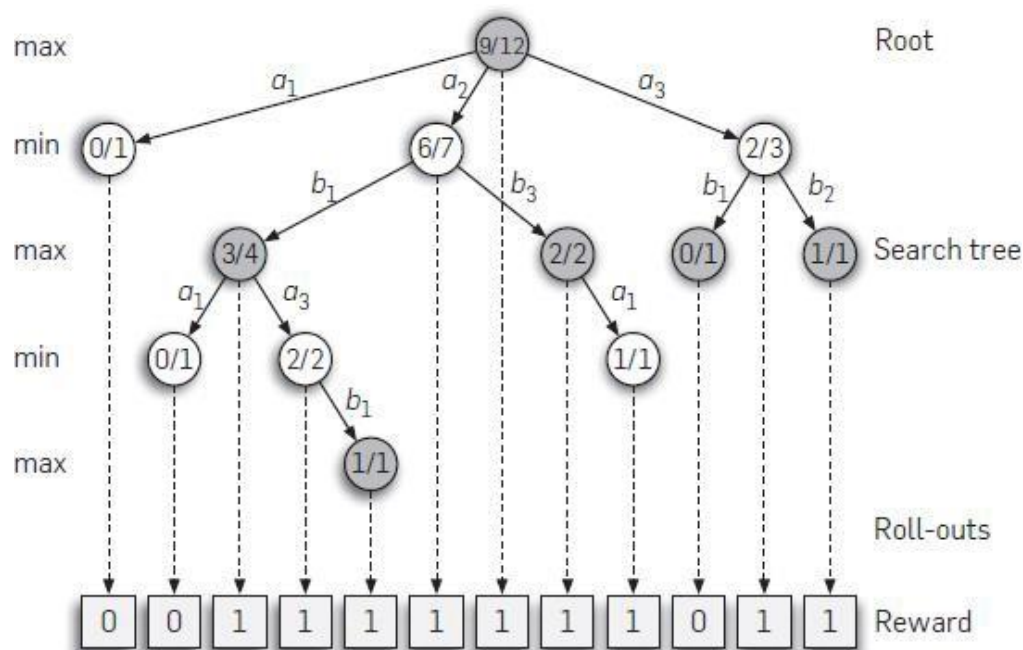 max 9/12 Root
a1 a2 a3
min 0/1 6/7 2/3
b1 b3 b1 b2
max 3/4 2/2 0/1 1/1 Search tree
a1 a3 a1
min 0/1 2/2 1/1
b1
max 1/1
Roll-outs
0 0 1 1 1 1 1 1 1 0 1 1 Reward